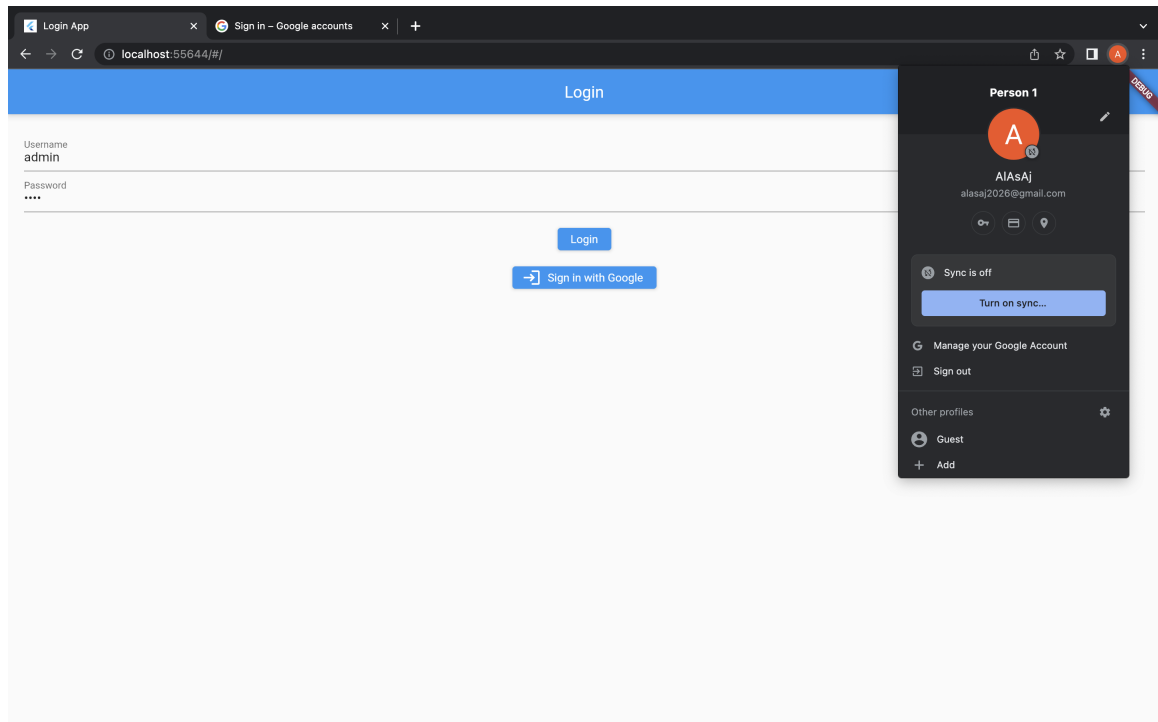 Login App
Sign in – Google accounts
localhost:55644/#/
A
Login
DEBUG
Username
admin
Password
••••
Login
Sign in with Google
Person 1
A
AlAsAj
alasaj2026@gmail.com
Sync is off
Turn on sync...
Manage your Google Account
Sign out
Other profiles
Guest
Add